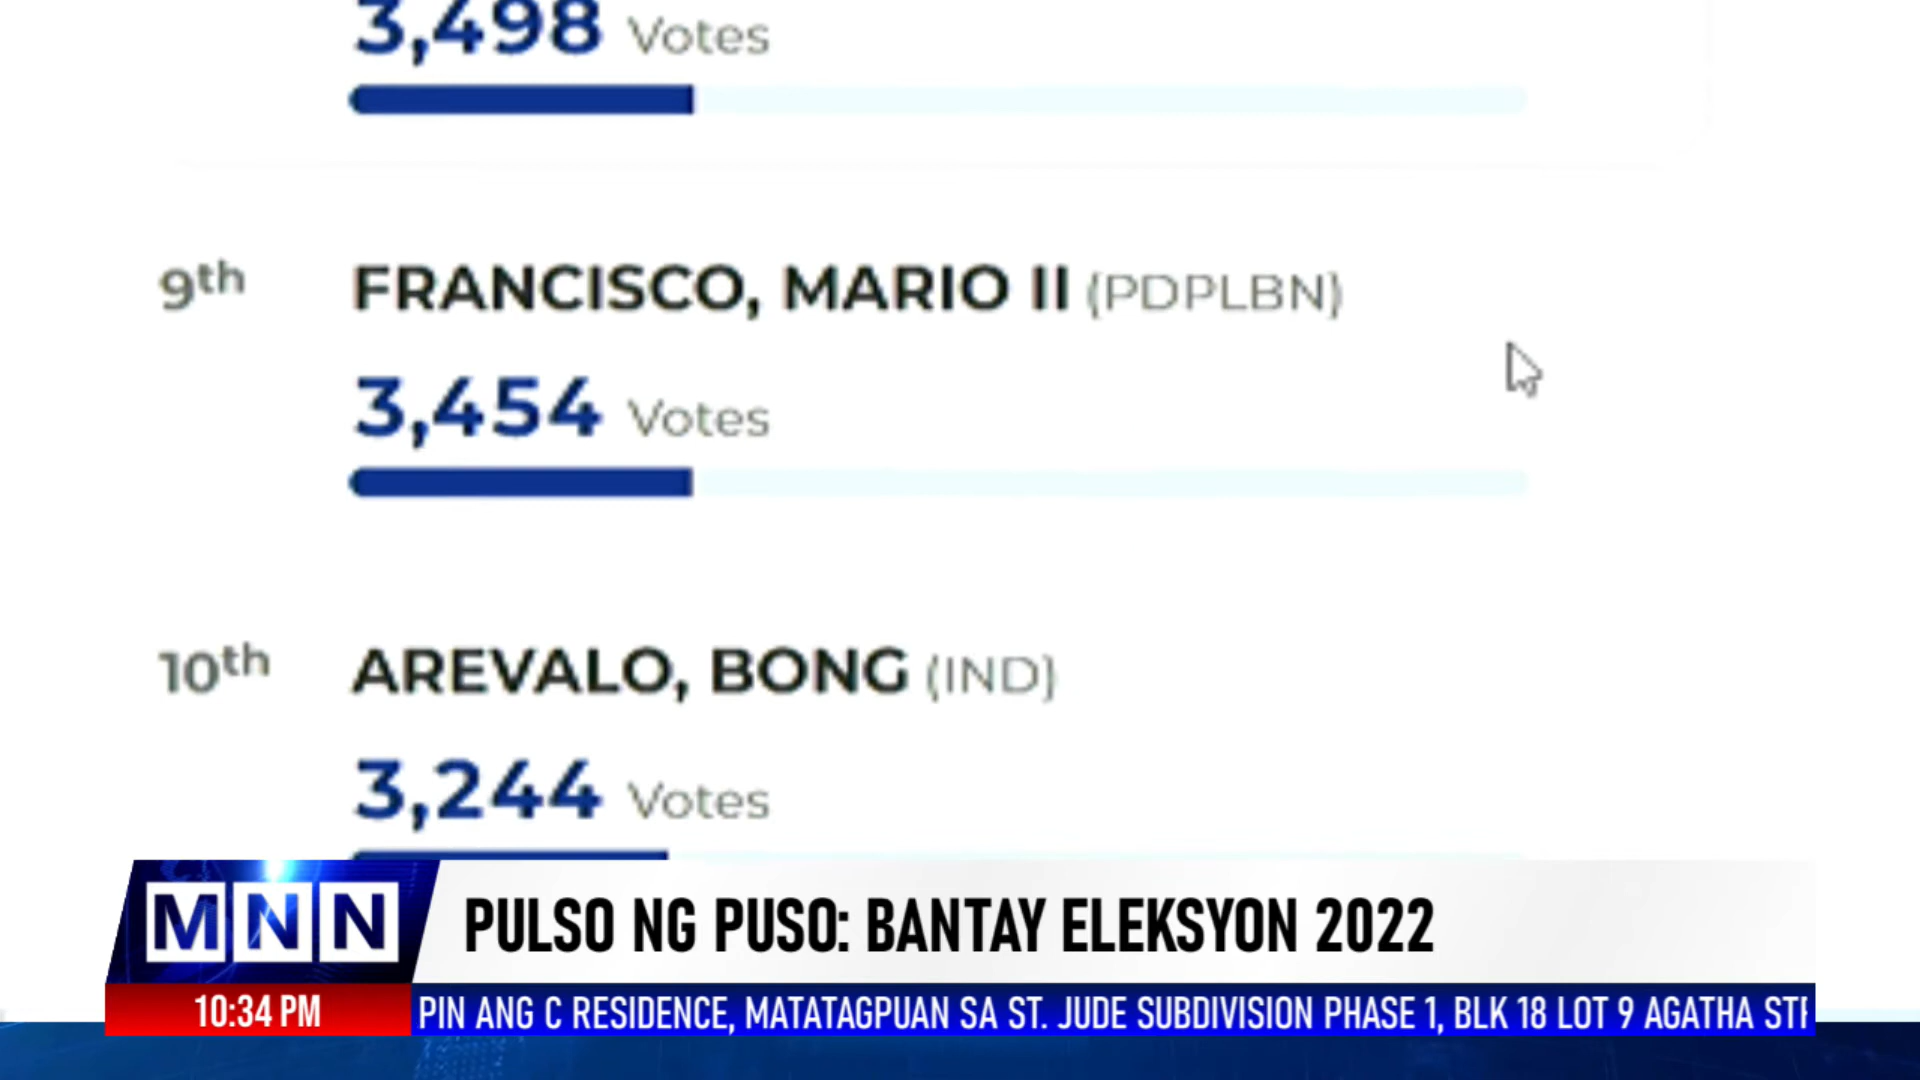 3,498 Votes
9th FRANCISCO, MARIO II (PDPLBN)
3,454 Votes
10th AREVALO, BONG (IND)
3,244 Votes
MNN
PULSO NG PUSO: BANTAY ELEKSYON 2022
10:34 PM
PIN ANG C RESIDENCE, MATATAGPUAN SA ST. JUDE SUBDIVISION PHASE 1, BLK 18 LOT 9 AGATHA